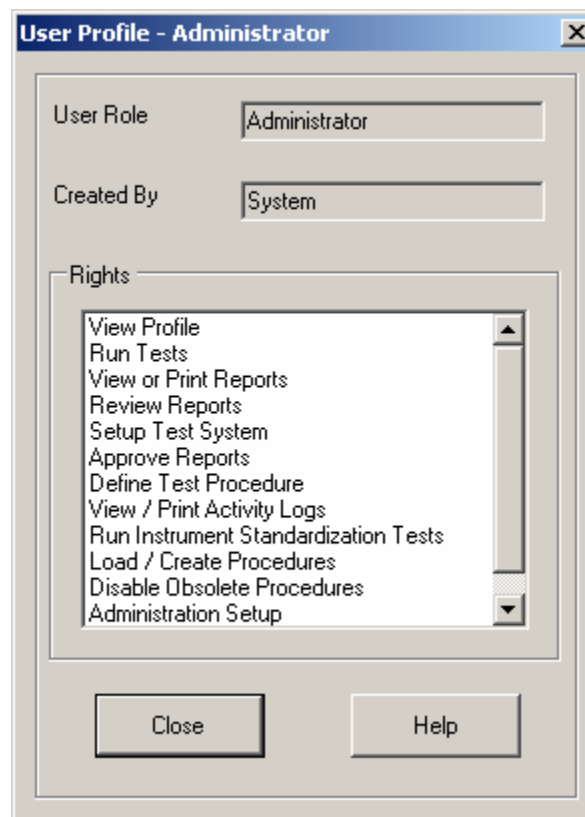 User Profile - Administrator
User Role
Administrator
Created By
System
Rights
View Profile
Run Tests
View or Print Reports
Review Reports
Setup Test System
Approve Reports
Define Test Procedure
View / Print Activity Logs
Run Instrument Standardization Tests
Load / Create Procedures
Disable Obsolete Procedures
Administration Setup
Close
Help